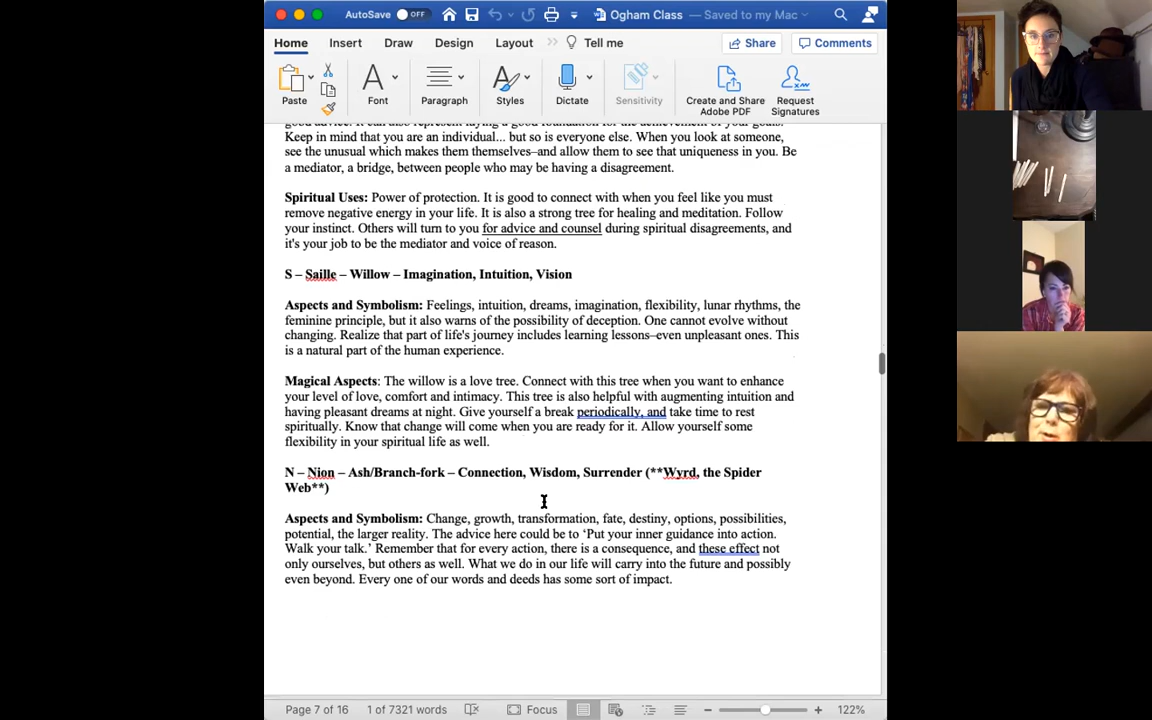 AutoSave OFF Ogham Class — Saved to my Mac
Home Insert Draw Design Layout Tell me Share Comments
Paste Font Paragraph Styles Dictate Sensitivity Create and Share Adobe PDF Request Signatures
Keep in mind that you are an individual... but so is everyone else. When you look at someone,
see the unusual which makes them themselves–and allow them to see that uniqueness in you. Be
a mediator, a bridge, between people who may be having a disagreement.
Spiritual Uses: Power of protection. It is good to connect with when you feel like you must
remove negative energy in your life. It is also a strong tree for healing and meditation. Follow
your instinct. Others will turn to you for advice and counsel during spiritual disagreements, and
it's your job to be the mediator and voice of reason.
S – Saille – Willow – Imagination, Intuition, Vision
Aspects and Symbolism: Feelings, intuition, dreams, imagination, flexibility, lunar rhythms, the
feminine principle, but it also warns of the possibility of deception. One cannot evolve without
changing. Realize that part of life's journey includes learning lessons–even unpleasant ones. This
is a natural part of the human experience.
Magical Aspects: The willow is a love tree. Connect with this tree when you want to enhance
your level of love, comfort and intimacy. This tree is also helpful with augmenting intuition and
having pleasant dreams at night. Give yourself a break periodically, and take time to rest
spiritually. Know that change will come when you are ready for it. Allow yourself some
flexibility in your spiritual life as well.
N – Nion – Ash/Branch-fork – Connection, Wisdom, Surrender (**Wyrd, the Spider
Web**)
Aspects and Symbolism: Change, growth, transformation, fate, destiny, options, possibilities,
potential, the larger reality. The advice here could be to ‘Put your inner guidance into action.
Walk your talk.’ Remember that for every action, there is a consequence, and these effect not
only ourselves, but others as well. What we do in our life will carry into the future and possibly
even beyond. Every one of our words and deeds has some sort of impact.
Page 7 of 16 1 of 7321 words Focus 122%